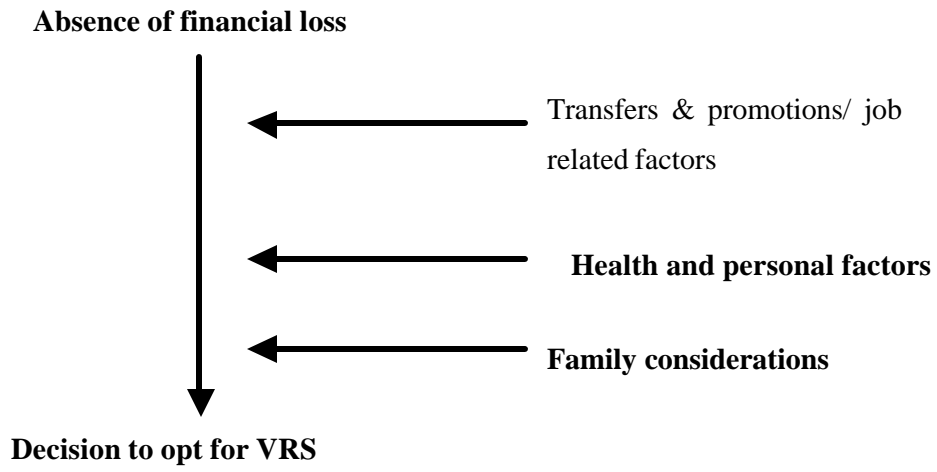 Absence of financial loss
Transfers & promotions/ job
related factors
Health and personal factors
Family considerations
Decision to opt for VRS